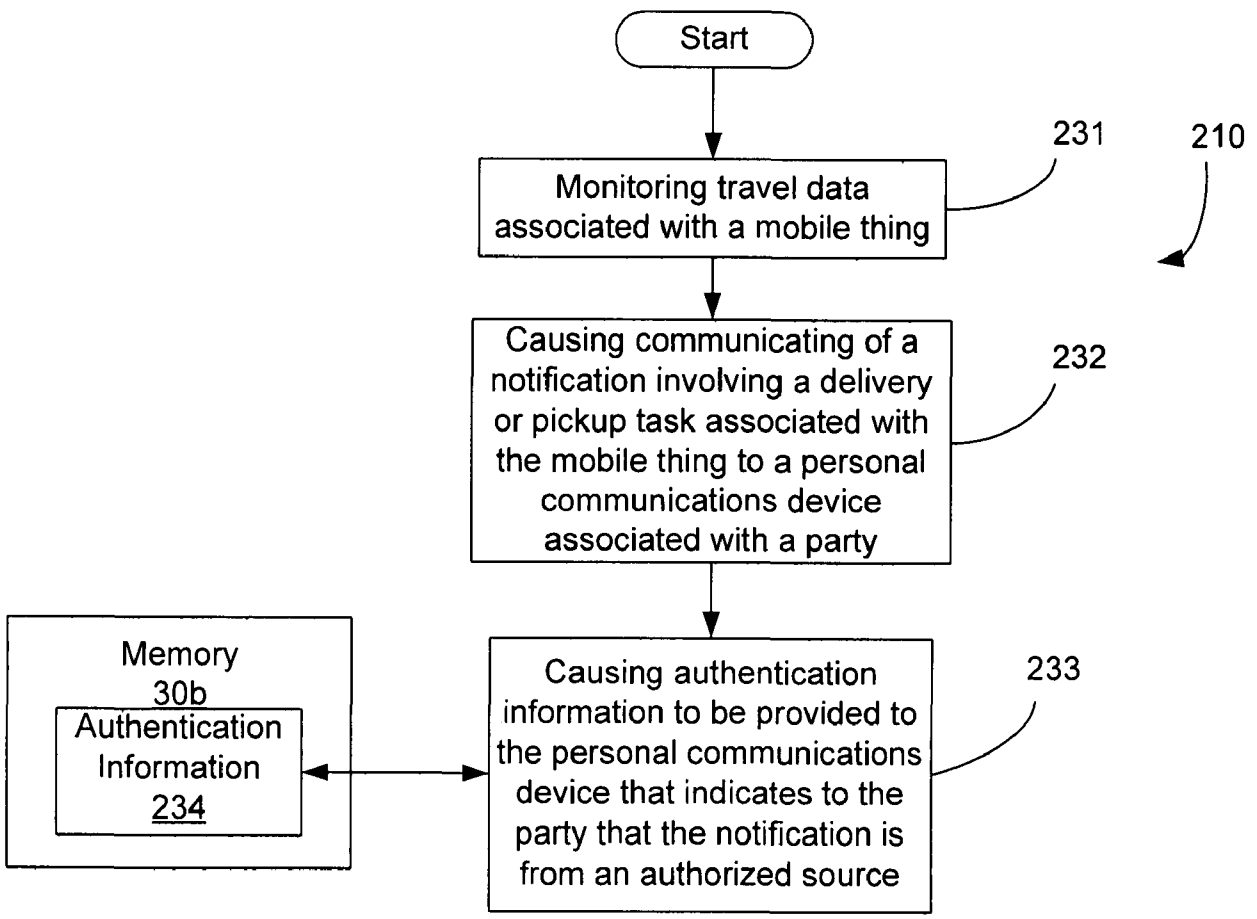 Start
231
210
Monitoring travel data
associated with a mobile thing
Causing communicating of a
notification involving a delivery
or pickup task associated with
the mobile thing to a personal
communications device
associated with a party
232
Memory
30b
Authentication
Information
234
Causing authentication
information to be provided to
the personal communications
device that indicates to the
party that the notification is
from an authorized source
233